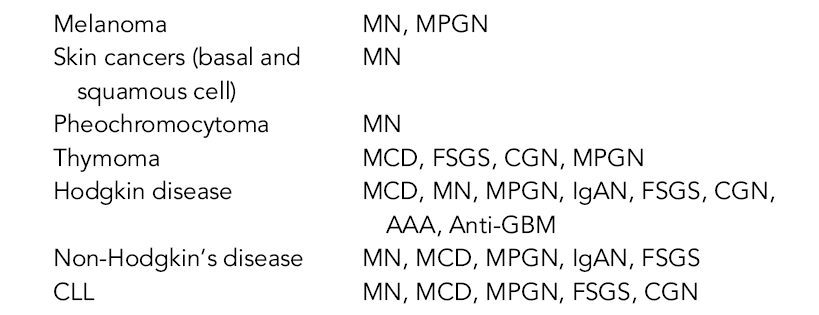 Melanoma MN, MPGN
Skin cancers (basal and MN
squamous cell)
Pheochromocytoma MN
Thymoma MCD, FSGS, CGN, MPGN
Hodgkin disease MCD, MN, MPGN, IgAN, FSGS, CGN,
AAA, Anti-GBM
Non-Hodgkin’s disease MN, MCD, MPGN, IgAN, FSGS
CLL MN, MCD, MPGN, FSGS, CGN